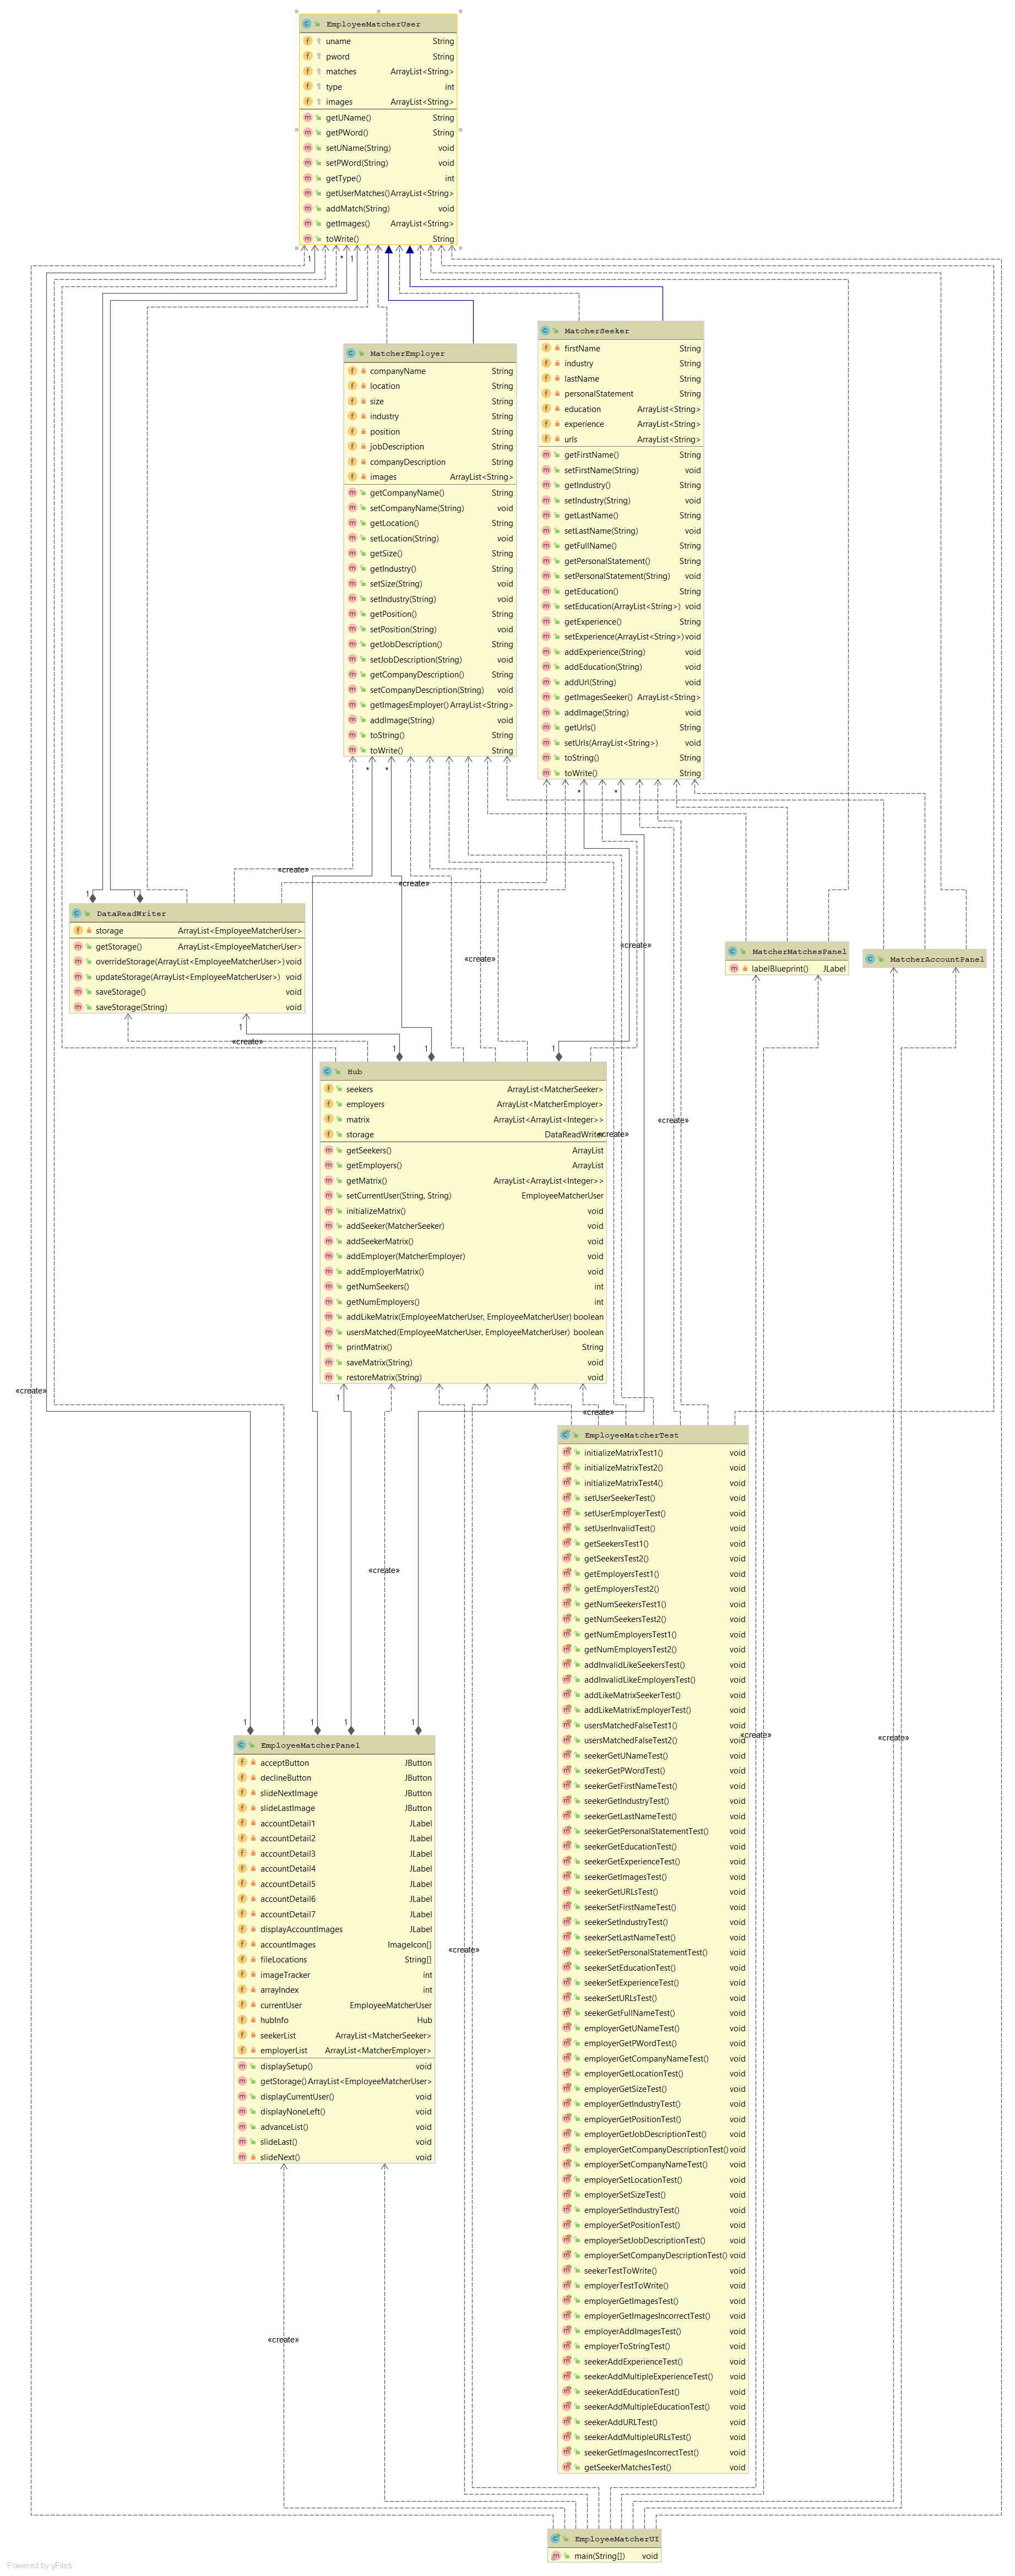 EmployeeMatcherUser
uname String
pword String
matches ArrayList<String>
type int
images ArrayList<String>
getUName() String
getPWord() String
setUName(String) void
setPWord(String) void
getType() int
getUserMatches() ArrayList<String>
addMatch(String) void
getImages() ArrayList<String>
toWrite() String
1
*
1
MatcherSeeker
firstName String
industry String
lastName String
personalStatement String
education ArrayList<String>
experience ArrayList<String>
urls ArrayList<String>
getFirstName() String
setFirstName(String) void
getIndustry() String
setIndustry(String) void
getLastName() String
setLastName(String) void
getFullName() String
getPersonalStatement() String
setPersonalStatement(String) void
getEducation() String
setEducation(ArrayList<String>) void
getExperience() String
setExperience(ArrayList<String>) void
addExperience(String) void
addEducation(String) void
addUrl(String) void
getImagesSeeker() ArrayList<String>
addImage(String) void
getUrls() String
setUrls(ArrayList<String>) void
toString() String
toWrite() String
MatcherEmployer
companyName String
location String
size String
industry String
position String
jobDescription String
companyDescription String
images ArrayList<String>
getCompanyName() String
setCompanyName(String) void
getLocation() String
setLocation(String) void
getSize() String
getIndustry() String
setSize(String) void
setIndustry(String) void
getPosition() String
setPosition(String) void
getJobDescription() String
setJobDescription(String) void
getCompanyDescription() String
setCompanyDescription(String) void
getImagesEmployer() ArrayList<String>
addImage(String) void
toString() String
toWrite() String
*
*
*
*
«create»
«create»
1
1
DataReadWriter
storage ArrayList<EmployeeMatcherUser>
getStorage() ArrayList<EmployeeMatcherUser>
overrideStorage(ArrayList<EmployeeMatcherUser>) void
updateStorage(ArrayList<EmployeeMatcherUser>) void
saveStorage() void
saveStorage(String) void
MatcherMatchesPanel
labelBlueprint() JLabel
MatcherAccountPanel
«create»
«create»
1
«create»
1
1
1
Hub
seekers ArrayList<MatcherSeeker>
employers ArrayList<MatcherEmployer>
matrix ArrayList<ArrayList<Integer>>
storage DataReadWriter
getSeekers() ArrayList
getEmployers() ArrayList
getMatrix() ArrayList<ArrayList<Integer>>
setCurrentUser(String, String) EmployeeMatcherUser
initializeMatrix() void
addSeeker(MatcherSeeker) void
addSeekerMatrix() void
addEmployer(MatcherEmployer) void
addEmployerMatrix() void
getNumSeekers() int
getNumEmployers() int
addLikeMatrix(EmployeeMatcherUser, EmployeeMatcherUser) boolean
usersMatched(EmployeeMatcherUser, EmployeeMatcherUser) boolean
printMatrix() String
saveMatrix(String) void
restoreMatrix(String) void
«create»
«create»
«create»
1
«create»
EmployeeMatcherTest
initializeMatrixTest1() void
initializeMatrixTest2() void
initializeMatrixTest4() void
setUserSeekerTest() void
setUserEmployerTest() void
setUserInvalidTest() void
getSeekersTest1() void
getSeekersTest2() void
getEmployersTest1() void
getEmployersTest2() void
getNumSeekersTest1() void
getNumSeekersTest2() void
getNumEmployersTest1() void
getNumEmployersTest2() void
addInvalidLikeSeekersTest() void
addInvalidLikeEmployersTest() void
addLikeMatrixSeekerTest() void
addLikeMatrixEmployerTest() void
usersMatchedFalseTest1() void
usersMatchedFalseTest2() void
seekerGetUNameTest() void
seekerGetPWordTest() void
seekerGetFirstNameTest() void
seekerGetIndustryTest() void
seekerGetLastNameTest() void
seekerGetPersonalStatementTest() void
seekerGetEducationTest() void
seekerGetExperienceTest() void
seekerGetImagesTest() void
seekerGetURLsTest() void
seekerSetFirstNameTest() void
seekerSetIndustryTest() void
seekerSetLastNameTest() void
seekerSetPersonalStatementTest() void
seekerSetEducationTest() void
seekerSetExperienceTest() void
seekerSetURLsTest() void
seekerGetFullNameTest() void
employerGetUNameTest() void
employerGetPWordTest() void
employerGetCompanyNameTest() void
employerGetLocationTest() void
employerGetSizeTest() void
employerGetIndustryTest() void
employerGetPositionTest() void
employerGetJobDescriptionTest() void
employerGetCompanyDescriptionTest() void
employerSetCompanyNameTest() void
employerSetLocationTest() void
employerSetSizeTest() void
employerSetIndustryTest() void
employerSetPositionTest() void
employerSetJobDescriptionTest() void
employerSetCompanyDescriptionTest() void
seekerTestToWrite() void
employerTestToWrite() void
employerGetImagesTest() void
employerGetImagesIncorrectTest() void
employerAddImagesTest() void
employerToStringTest() void
seekerAddExperienceTest() void
seekerAddMultipleExperienceTest() void
seekerAddEducationTest() void
seekerAddMultipleEducationTest() void
seekerAddURLTest() void
seekerAddMultipleURLsTest() void
seekerGetImagesIncorrectTest() void
getSeekerMatchesTest() void
«create»
1
1
1
1
«create»
«create»
EmployeeMatcherPanel
acceptButton JButton
declineButton JButton
slideNextImage JButton
slideLastImage JButton
accountDetail1 JLabel
accountDetail2 JLabel
accountDetail3 JLabel
accountDetail4 JLabel
accountDetail5 JLabel
accountDetail6 JLabel
accountDetail7 JLabel
displayAccountImages JLabel
accountImages ImageIcon[]
fileLocations String[]
imageTracker int
arrayIndex int
currentUser EmployeeMatcherUser
hubInfo Hub
seekerList ArrayList<MatcherSeeker>
employerList ArrayList<MatcherEmployer>
displaySetup() void
getStorage() ArrayList<EmployeeMatcherUser>
displayCurrentUser() void
displayNoneLeft() void
advanceList() void
slideLast() void
slideNext() void
«create»
«create»
EmployeeMatcherUI
main(String[]) void
Powered by yFiles